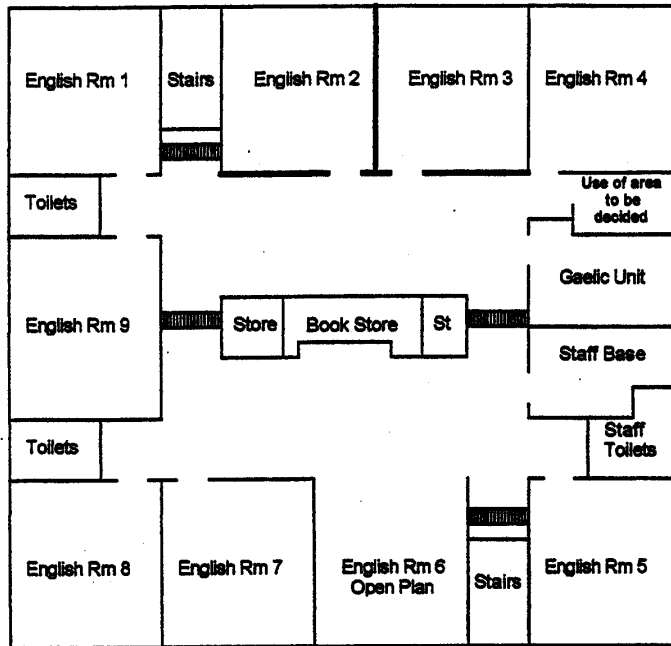 English Rm 1
Stairs
English Rm 2
English Rm 3
English Rm 4
Toilets
Use of area
to be
decided
Gaelic Unit
English Rm 9
Store
Book Store
St
Staff Base
Toilets
Staff
Toilets
English Rm 8
English Rm 7
English Rm 6
Open Plan
Stairs
English Rm 5